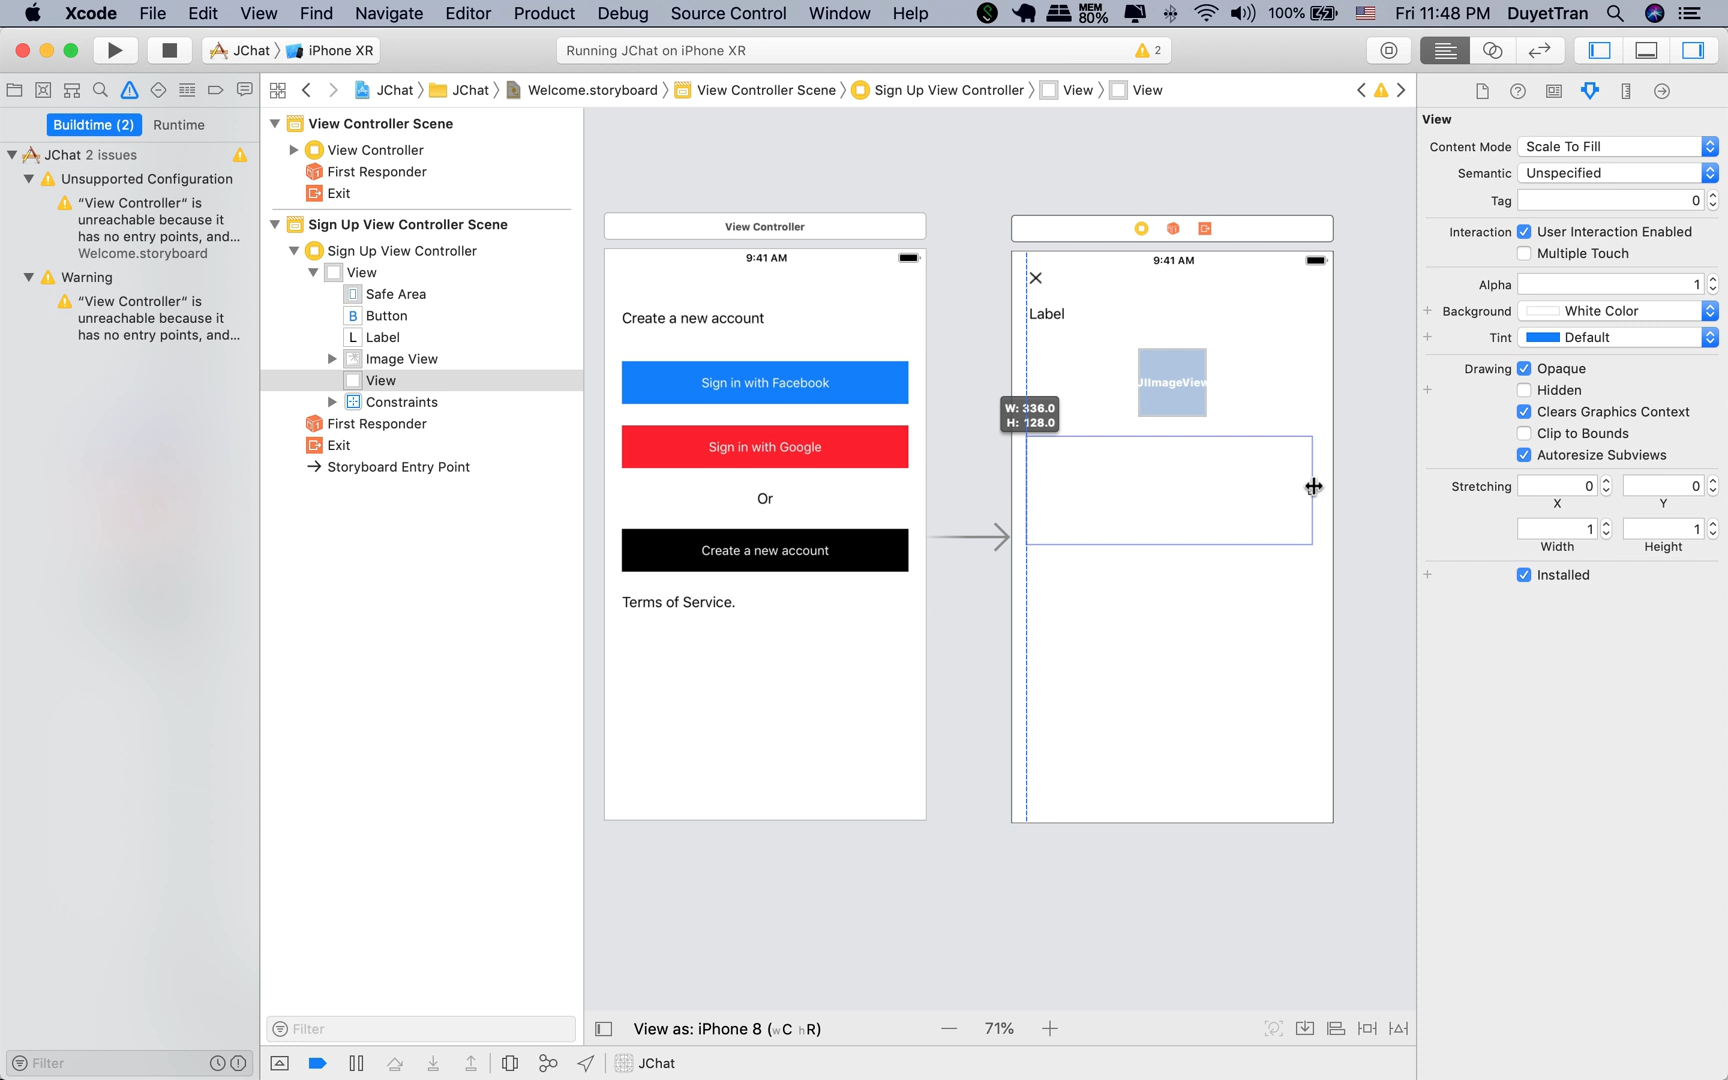 Xcode File Edit View Find Navigate Editor Product Debug Source Control Window Help MEM 80% 100% Fri 11:48 PM DuyetTran
JChat iPhone XR Running JChat on iPhone XR 2
JChat JChat Welcome.storyboard View Controller Scene Sign Up View Controller View View
Buildtime (2) Runtime
JChat 2 issues
Unsupported Configuration
“View Controller“ is
unreachable because it
has no entry points, and...
Welcome.storyboard
Warning
“View Controller“ is
unreachable because it
has no entry points, and...
Filter
View Controller Scene
View Controller
First Responder
Exit
Sign Up View Controller Scene
Sign Up View Controller
View
Safe Area
B Button
L Label
Image View
View
Constraints
First Responder
Exit
Storyboard Entry Point
Filter
View Controller
9:41 AM
Create a new account
Sign in with Facebook
Sign in with Google
Or
Create a new account
Terms of Service.
9:41 AM
Label
UIImageView
W: 336.0
H: 128.0
View as: iPhone 8 (wC hR) 71%
JChat
View
Content Mode Scale To Fill
Semantic Unspecified
Tag 0
Interaction User Interaction Enabled
Multiple Touch
Alpha 1
Background White Color
Tint Default
Drawing Opaque
Hidden
Clears Graphics Context
Clip to Bounds
Autoresize Subviews
Stretching 0 0
X Y
1 1
Width Height
Installed